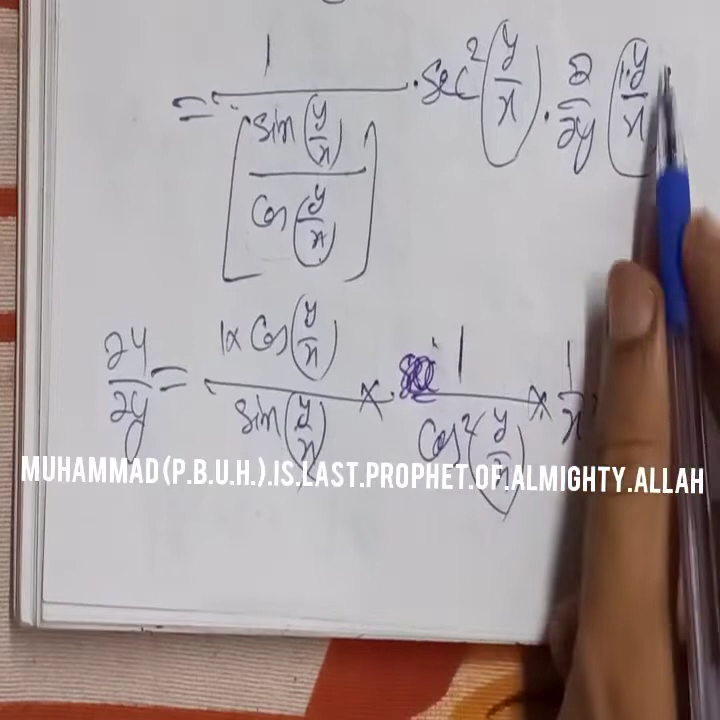 = 1 / [sin(y/x) / cos(y/x)] · sec²(y/x) · ∂/∂y (1·y/x)
∂u/∂y = 1× cos(y/x) / sin(y/x) × 1 / cos²(y/x) × 1/x
MUHAMMAD(P.B.U.H.).IS.LAST.PROPHET.OF.ALMIGHTY.ALLAH